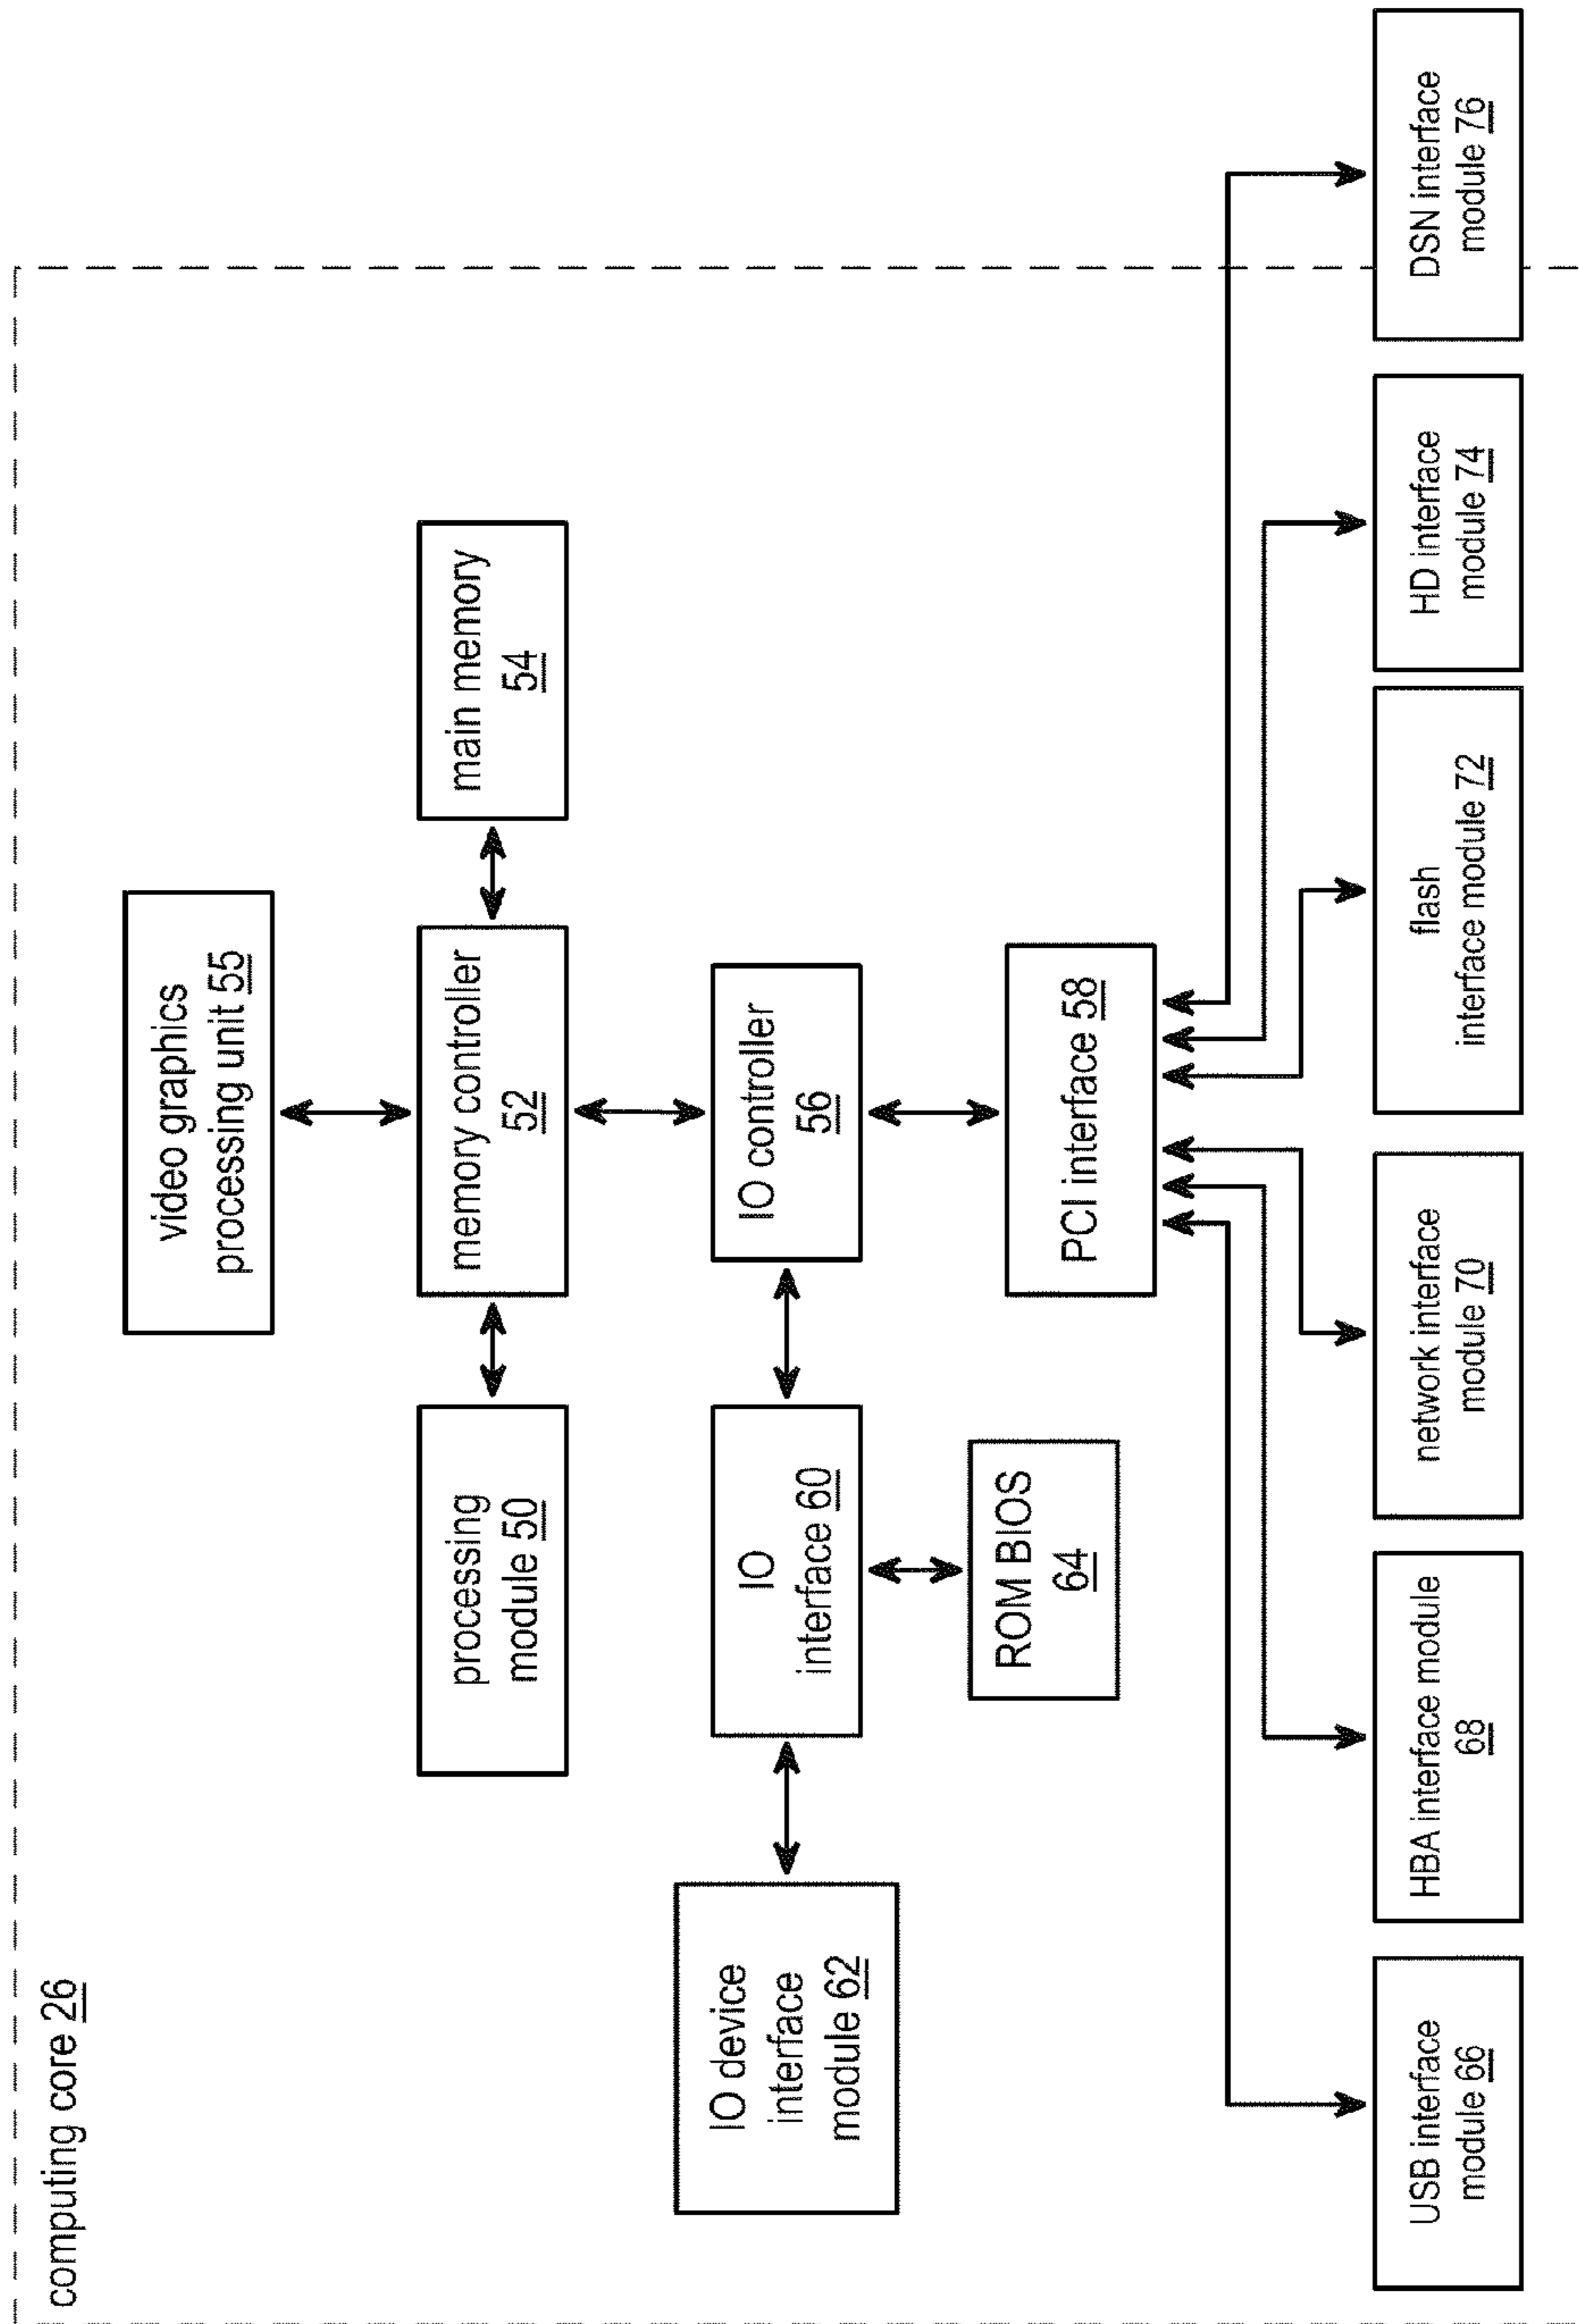 computing core 26
video graphics
processing unit 55
processing
module 50
memory controller
52
main memory
54
IO device
interface
module 62
IO
interface 60
IO controller
56
ROM BIOS
64
PCI interface 58
USB interface
module 66
HBA interface module
68
network interface
module 70
flash
interface module 72
HD interface
module 74
DSN interface
module 76